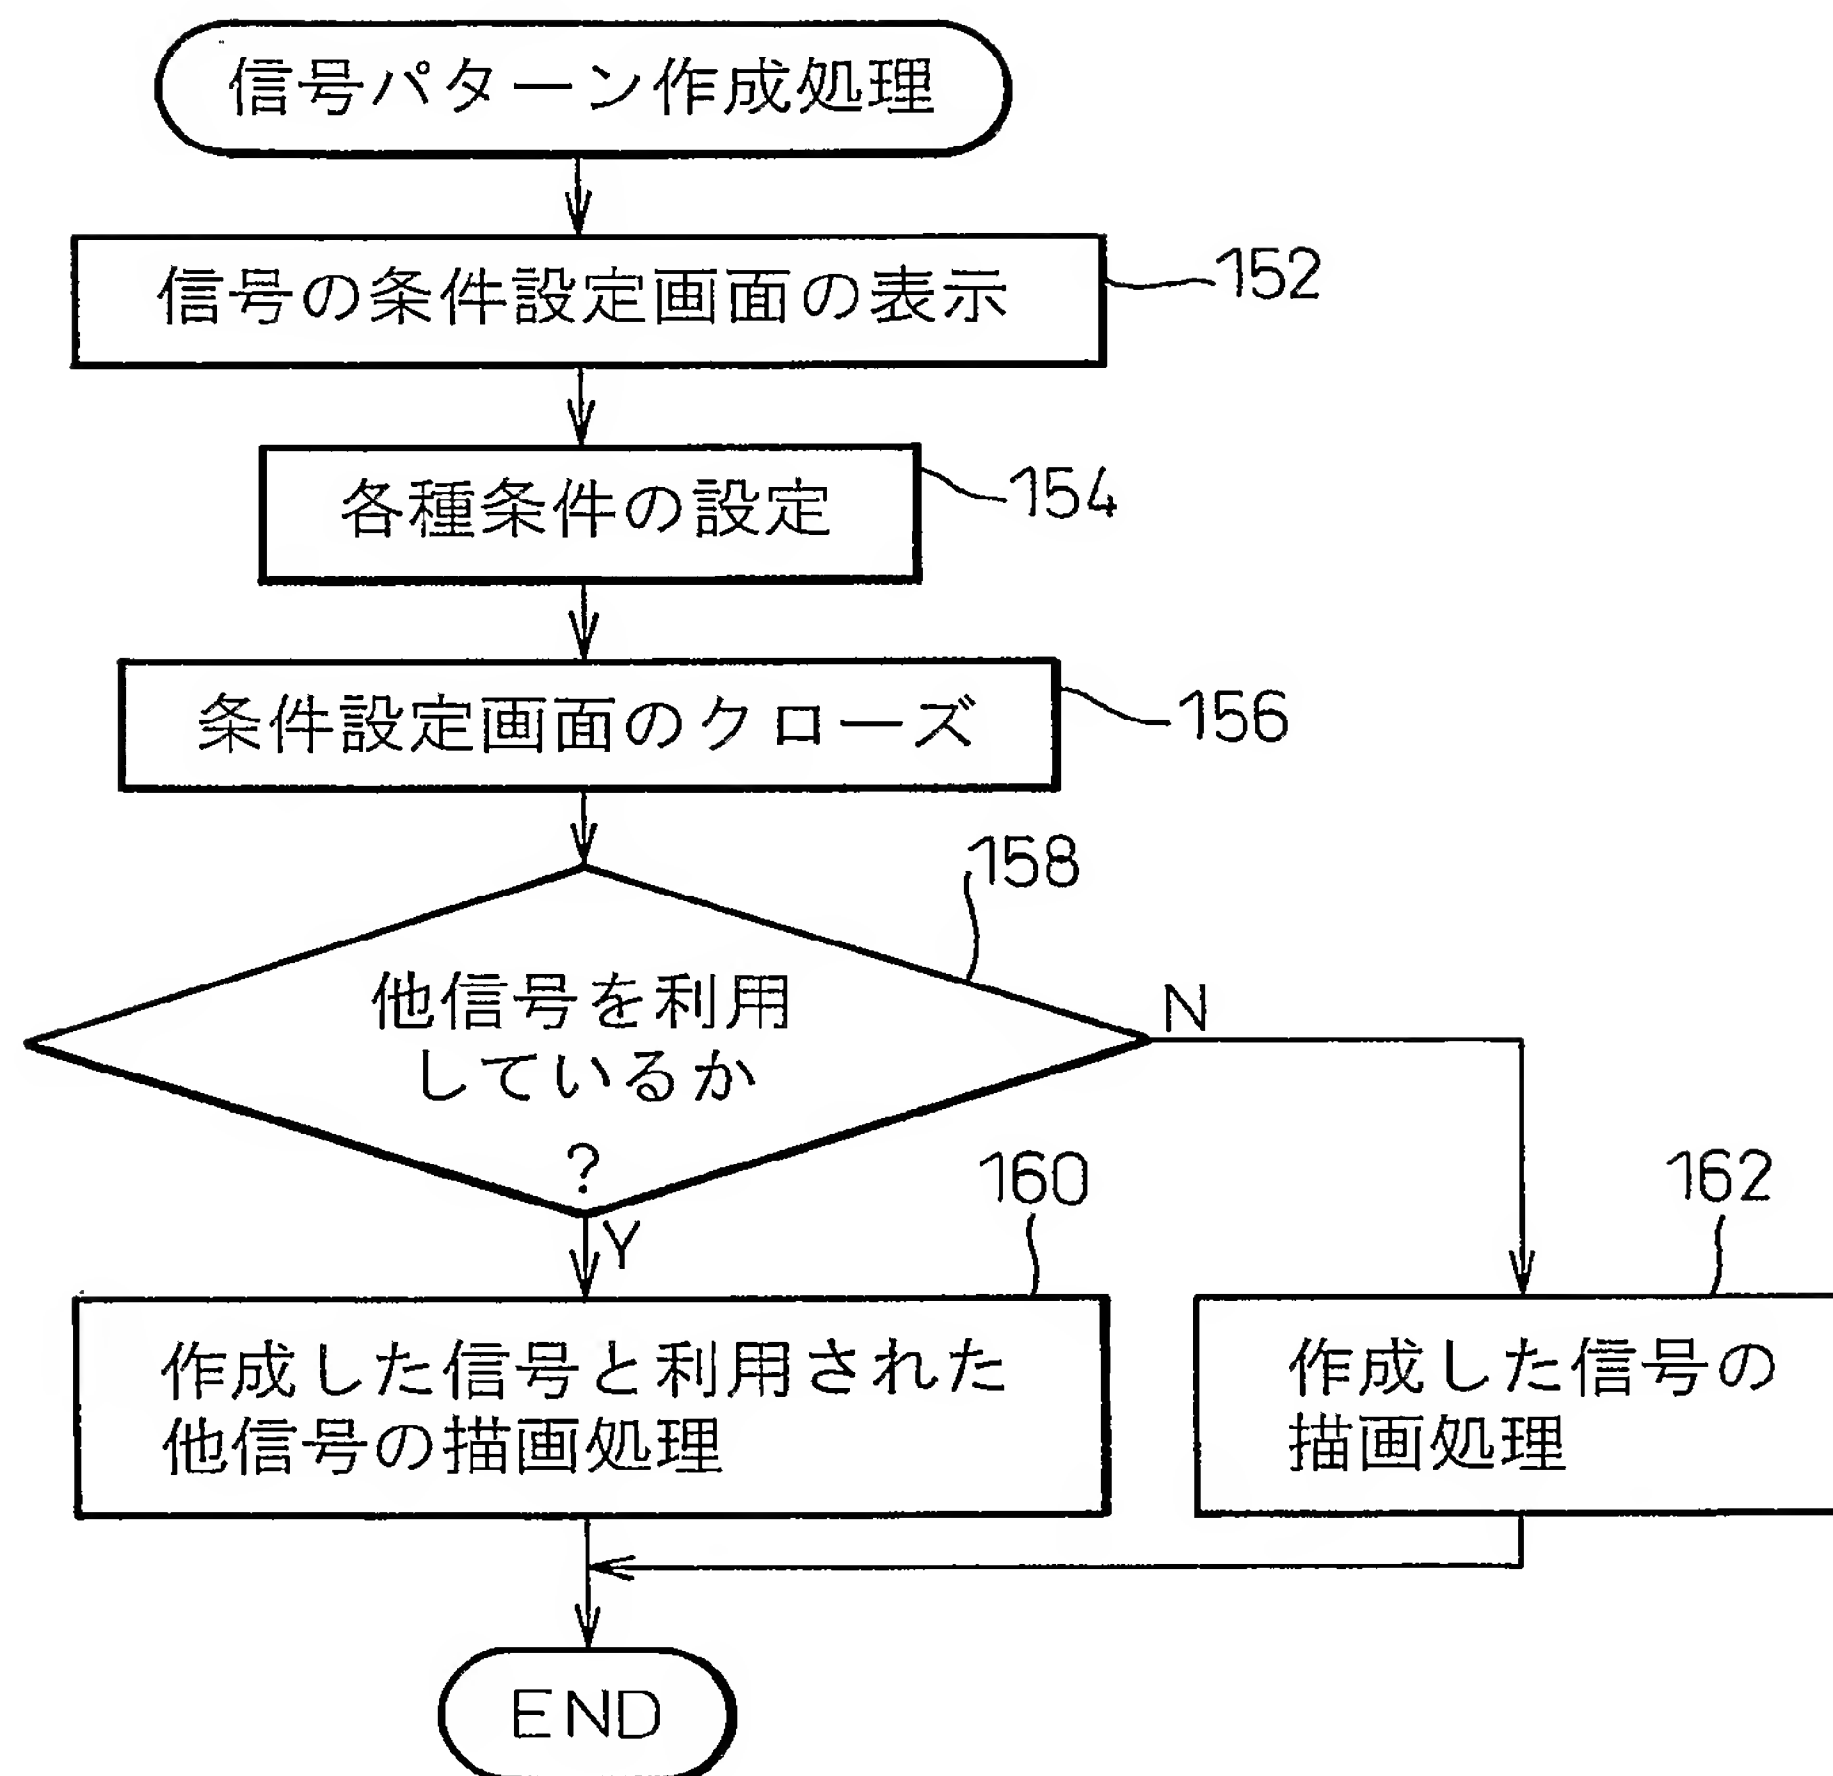 信号パターン作成処理
信号の条件設定画面の表示
152
各種条件の設定
154
条件設定画面のクローズ
156
158
他信号を利用
しているか
?
N
Y
160
作成した信号と利用された
他信号の描画処理
162
作成した信号の
描画処理
END